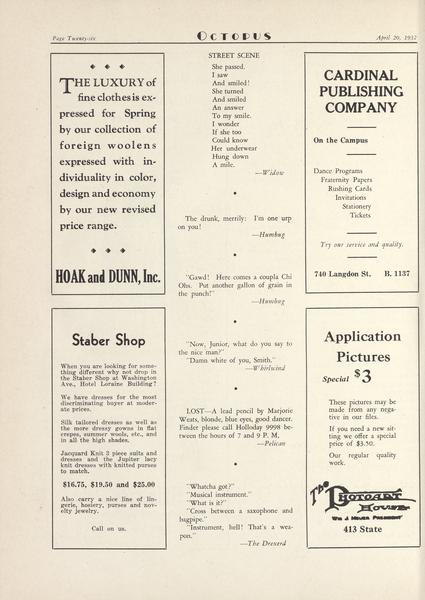 Page Twenty-six
OCTOPUS
April 20, 1932
THE LUXURY of
fine clothes is ex-
pressed for Spring
by our collection of
foreign woolens
expressed with in-
dividuality in color,
design and economy
by our new revised
price range.
HOAK and DUNN, Inc.
Staber Shop
When you are looking for some-
thing different why not drop in
the Staber Shop at Washington
Ave., Hotel Loraine Building?
We have dresses for the most
discriminating buyer at moder-
ate prices.
Silk tailored dresses as well as
the more dressy gowns in flat
crepes, summer wools, etc., and
in all the high shades.
Jacquard Knit 3 piece suits and
dresses and the Jupiter lacy
knit dresses with knitted purses
to match.
$16.75, $19.50 and $25.00
Also carry a nice line of lin-
gerie, hosiery, purses and nov-
elty jewelry.
Call on us.
STREET SCENE
She passed.
I saw
And smiled!
She turned
And smiled
An answer
To my smile.
I wonder
If she too
Could know
Her underwear
Hung down
A mile.
—Widow
The drunk, merrily: I'm one urp
on you!
—Humbug
"Gawd! Here comes a coupla Chi
Ohs. Put another gallon of grain in
the punch!"
—Humbug
"Now, Junior, what do you say to
the nice man?"
"Damn white of you, Smith."
—Whirlwind
LOST—A lead pencil by Marjorie
Weats, blonde, blue eyes, good dancer.
Finder please call Holloday 9998 be-
tween the hours of 7 and 9 P. M.
—Pelican
"Whatcha got?"
"Musical instrument."
"What is it?"
"Cross between a saxophone and
bagpipe."
"Instrument, hell! That's a wea-
pon."
—The Drexerd
CARDINAL
PUBLISHING
COMPANY
On the Campus
Dance Programs
Fraternity Papers
Rushing Cards
Invitations
Stationery
Tickets
Try our service and quality.
740 Langdon St. B. 1137
Application
Pictures
Special $3
These pictures may be
made from any nega-
tive in our files.
If you need a new sit-
ting we offer a special
price of $3.50.
Our regular quality
work.
The PHOTOART
HOUSE
WM J MEUER PRESIDENT
413 State